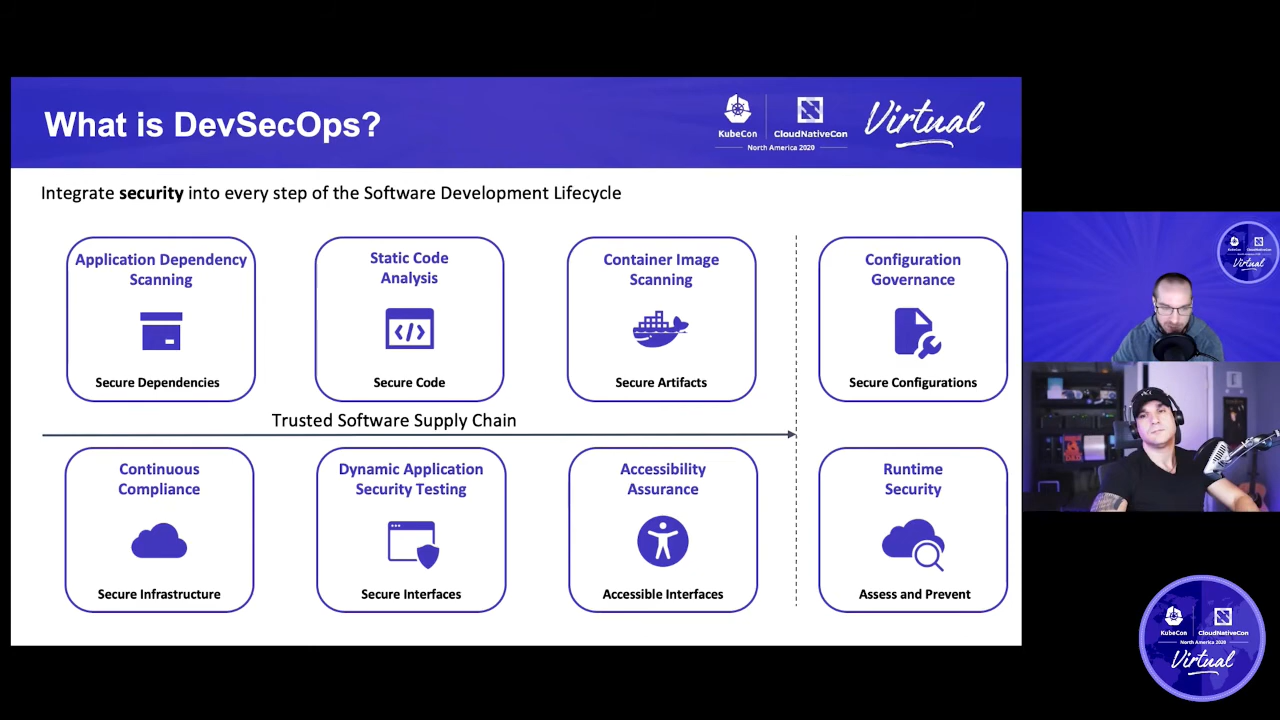 What is DevSecOps?
KubeCon
CloudNativeCon
North America 2020
Virtual
Integrate security into every step of the Software Development Lifecycle
Application Dependency
Scanning
Secure Dependencies
Static Code
Analysis
</>
Secure Code
Container Image
Scanning
Secure Artifacts
Configuration
Governance
Secure Configurations
Trusted Software Supply Chain
Continuous
Compliance
Secure Infrastructure
Dynamic Application
Security Testing
Secure Interfaces
Accessibility
Assurance
Accessible Interfaces
Runtime
Security
Assess and Prevent
Virtual
KubeCon
CloudNativeCon
North America 2020
Virtual